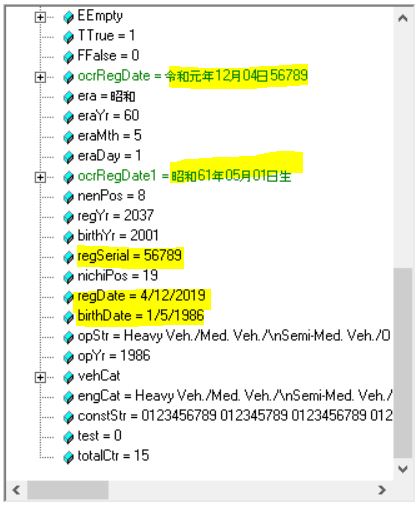 EEmpty
TTrue = 1
FFalse = 0
ocrRegDate = 令和元年12月04日56789
era = 昭和
eraYr = 60
eraMth = 5
eraDay = 1
ocrRegDate1 = 昭和61年05月01日生
nenPos = 8
regYr = 2037
birthYr = 2001
regSerial = 56789
nichiPos = 19
regDate = 4/12/2019
birthDate = 1/5/1986
opStr = Heavy Veh./Med. Veh./\nSemi-Med. Veh./O
opYr = 1986
vehCat
engCat = Heavy Veh./Med. Veh./\nSemi-Med. Veh./
constStr = 0123456789 012345789 0123456789 012
test = 0
totalCtr = 15